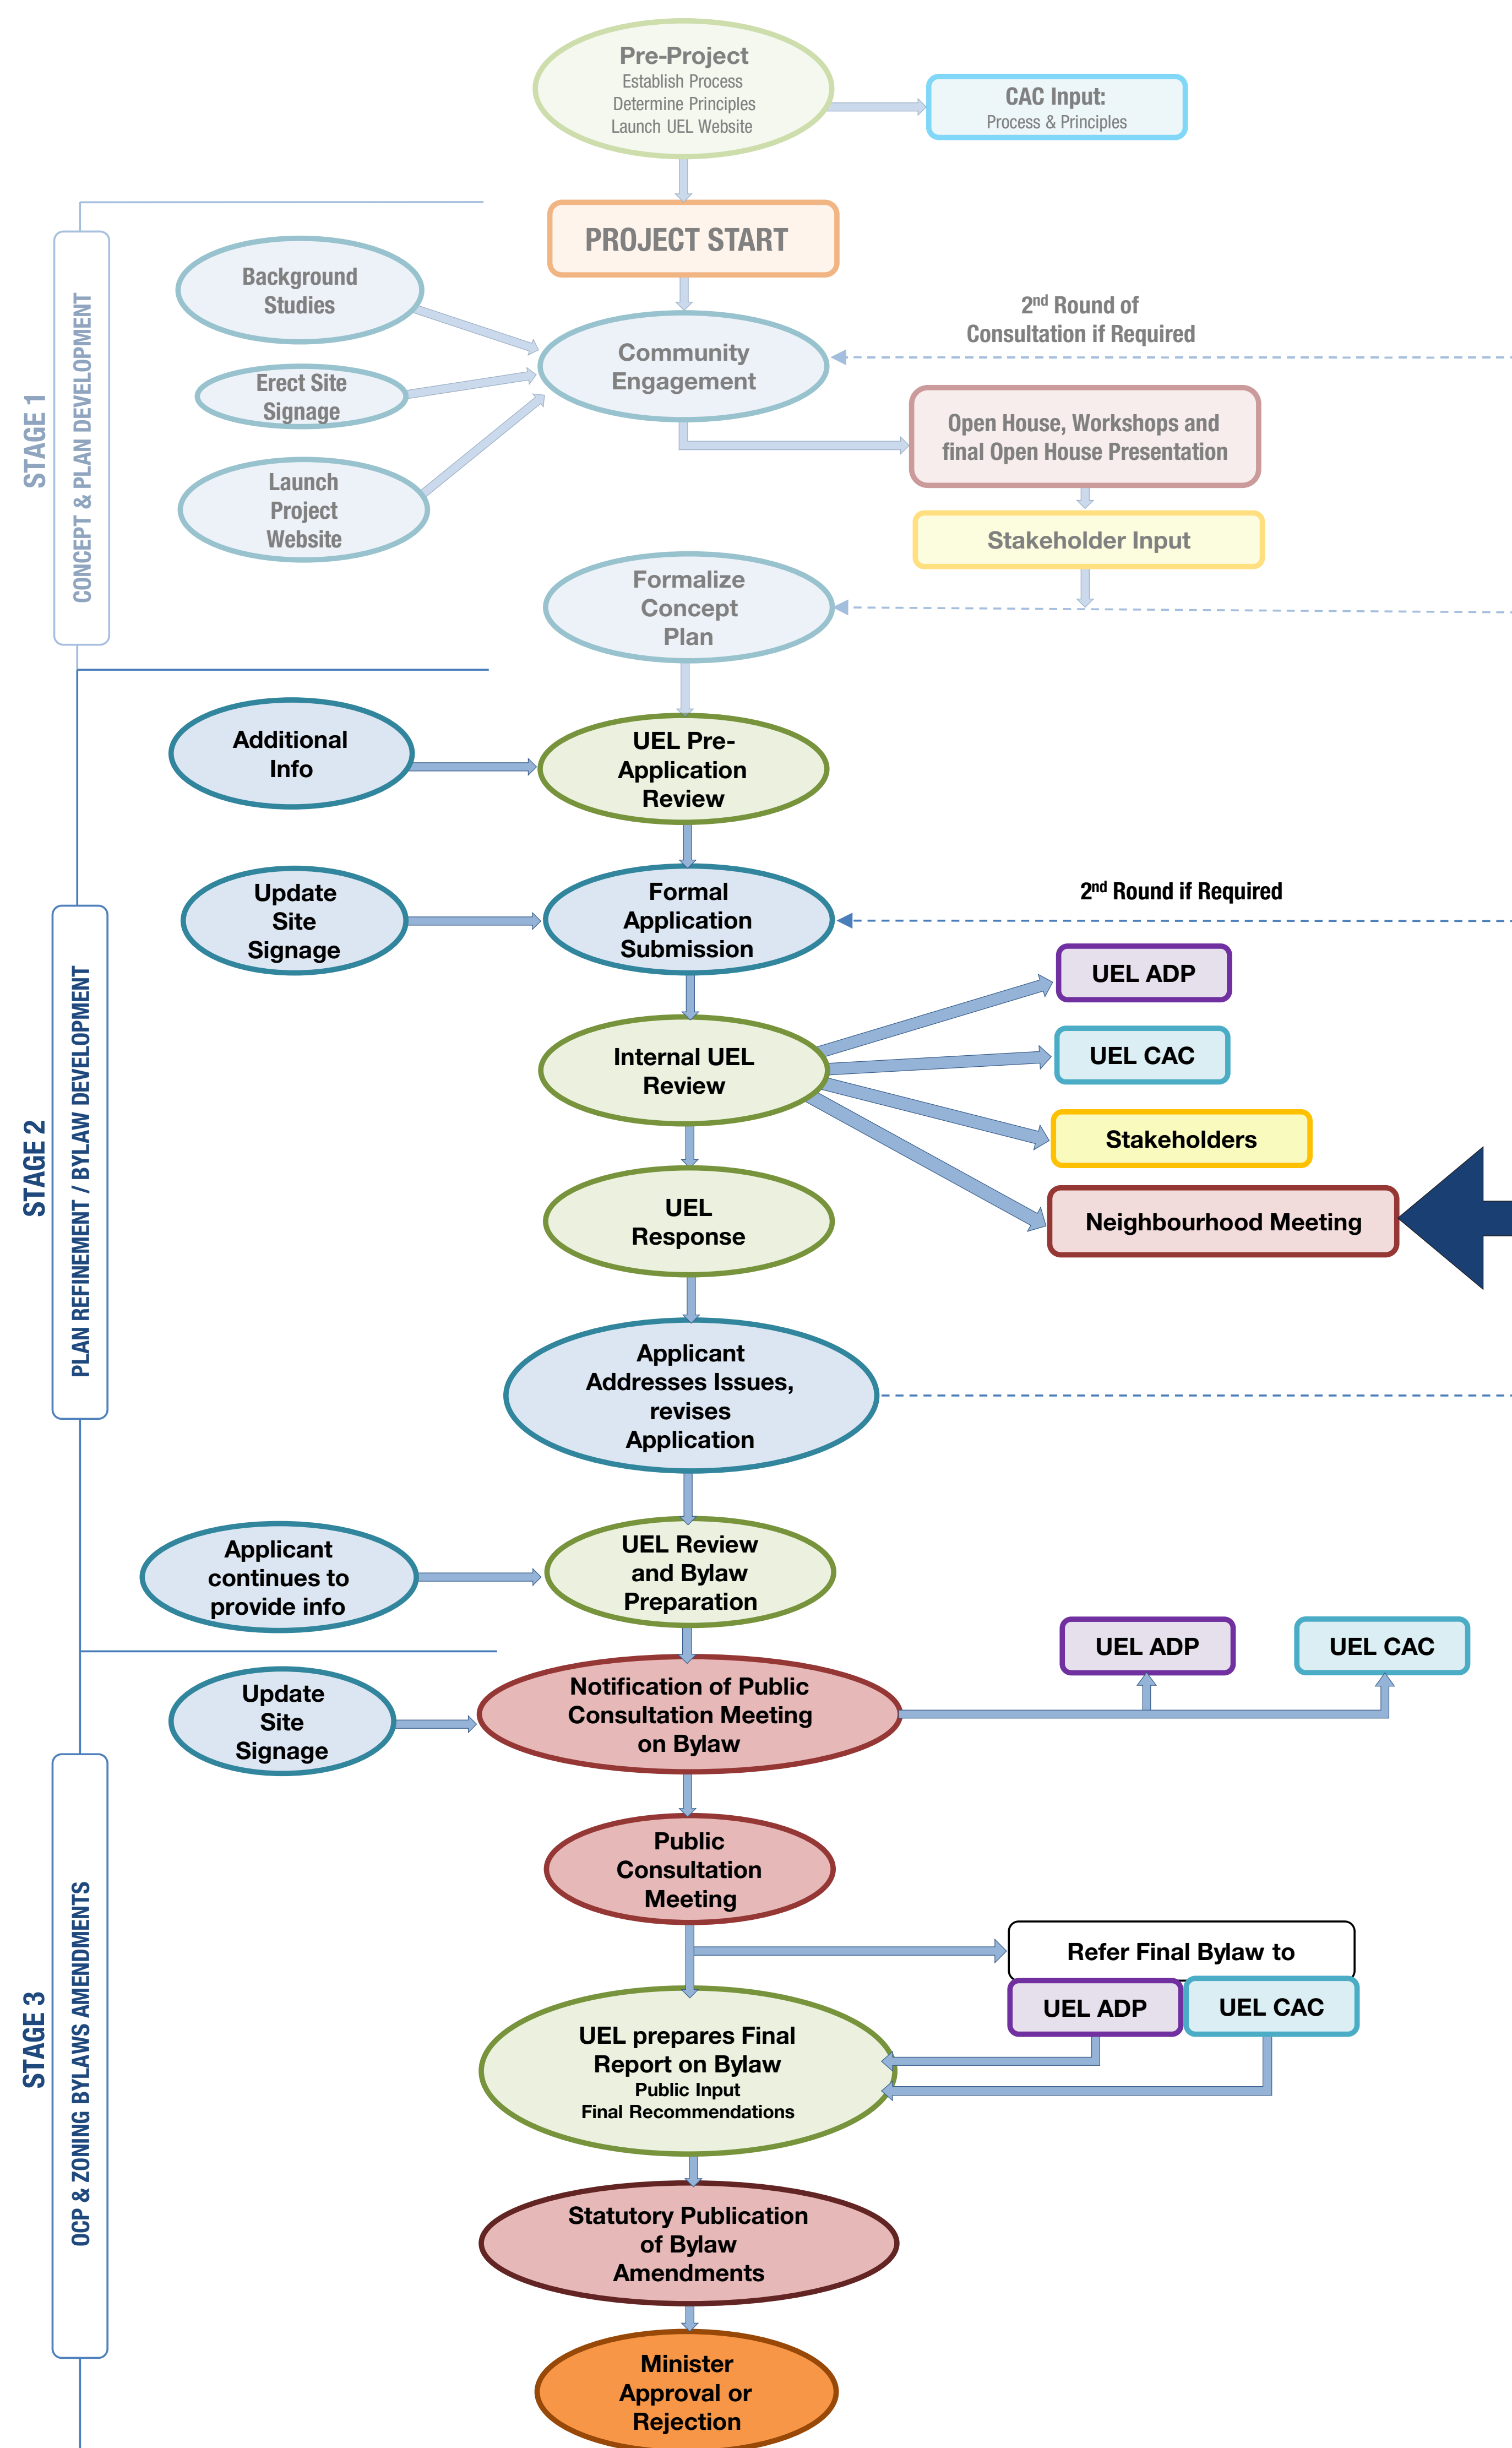 Pre-Project
Establish Process
Determine Principles
Launch UEL Website
CAC Input:
Process & Principles
PROJECT START
STAGE 1
CONCEPT & PLAN DEVELOPMENT
Background
Studies
Erect Site
Signage
Launch
Project
Website
Community
Engagement
2nd Round of
Consultation if Required
Open House, Workshops and
final Open House Presentation
Stakeholder Input
Formalize
Concept
Plan
STAGE 2
PLAN REFINEMENT / BYLAW DEVELOPMENT
Additional
Info
UEL Pre-
Application
Review
Update
Site
Signage
Formal
Application
Submission
2nd Round if Required
Internal UEL
Review
UEL ADP
UEL CAC
Stakeholders
Neighbourhood Meeting
UEL
Response
Applicant
Addresses Issues,
revises
Application
Applicant
continues to
provide info
UEL Review
and Bylaw
Preparation
STAGE 3
OCP & ZONING BYLAWS AMENDMENTS
Update
Site
Signage
Notification of Public
Consultation Meeting
on Bylaw
UEL ADP
UEL CAC
Public
Consultation
Meeting
Refer Final Bylaw to
UEL ADP
UEL CAC
UEL prepares Final
Report on Bylaw
Public Input
Final Recommendations
Statutory Publication
of Bylaw
Amendments
Minister
Approval or
Rejection